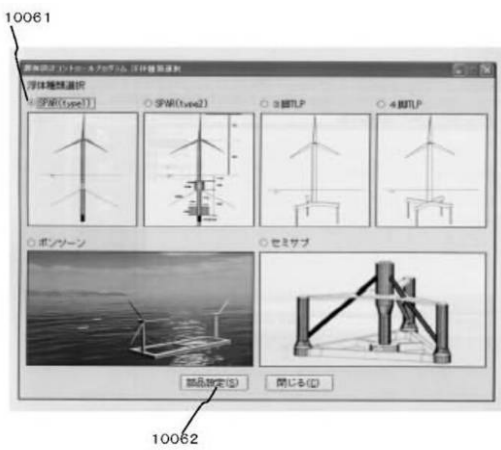 10061
浮体種類選択
SPAR(type1)
SPAR(type2)
3脚TLP
4脚TLP
ポンツーン
セミサブ
部品設定(S)
閉じる(C)
10062